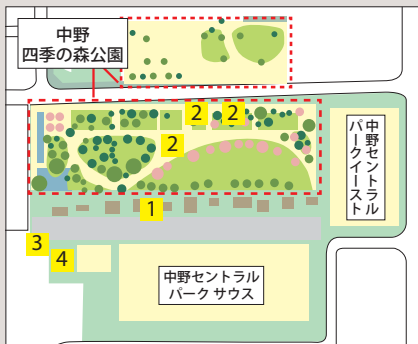 中野
四季の森公園
2 2
2
1
3
4
中野セントラル
パークイースト
中野セントラル
パーク サウス